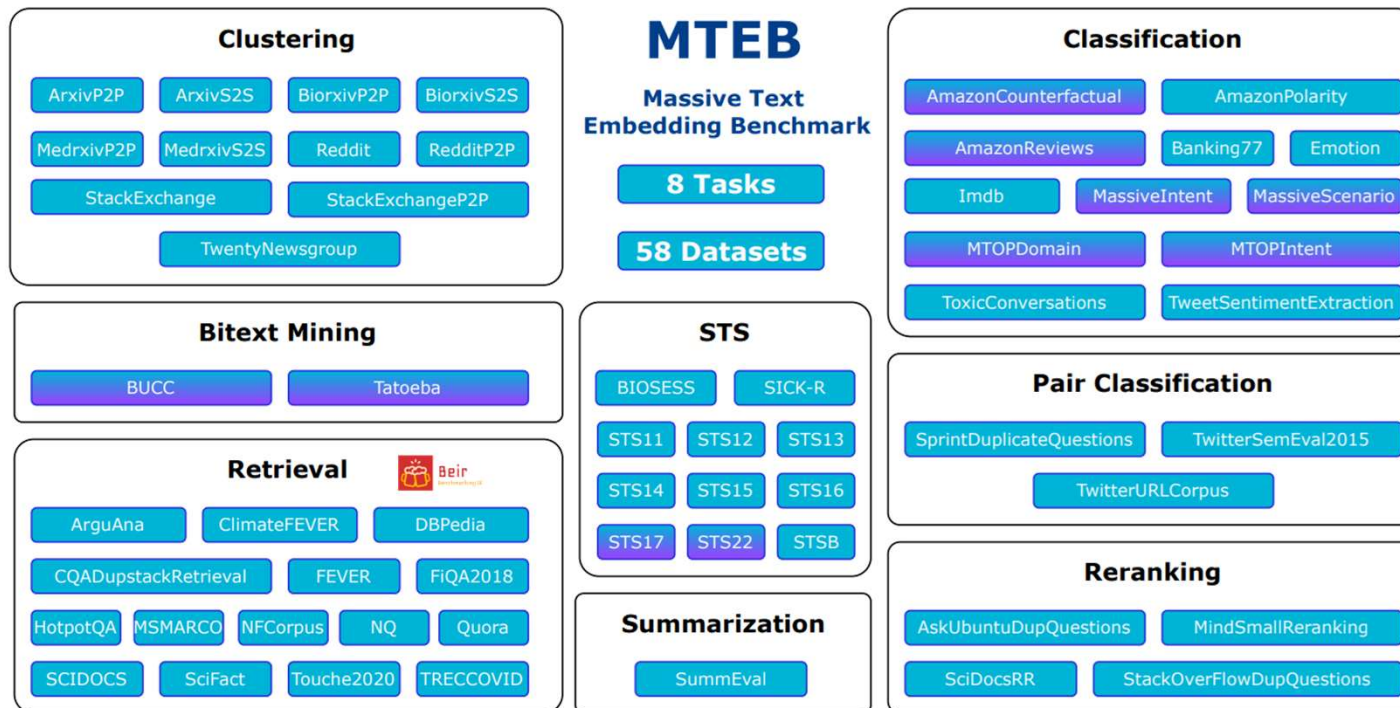 Clustering
ArxivP2P ArxivS2S BiorxivP2P BiorxivS2S
MedrxivP2P MedrxivS2S Reddit RedditP2P
StackExchange StackExchangeP2P
TwentyNewsgroup
Bitext Mining
BUCC Tatoeba
Retrieval
Beir
ArguAna ClimateFEVER DBPedia
CQADupstackRetrieval FEVER FiQA2018
HotpotQA MSMARCO NFCorpus NQ Quora
SCIDOCS SciFact Touche2020 TRECCOVID
MTEB
Massive Text
Embedding Benchmark
8 Tasks
58 Datasets
STS
BIOSESS SICK-R
STS11 STS12 STS13
STS14 STS15 STS16
STS17 STS22 STSB
Summarization
SummEval
Classification
AmazonCounterfactual AmazonPolarity
AmazonReviews Banking77 Emotion
Imdb MassiveIntent MassiveScenario
MTOPDomain MTOPIntent
ToxicConversations TweetSentimentExtraction
Pair Classification
SprintDuplicateQuestions TwitterSemEval2015
TwitterURLCorpus
Reranking
AskUbuntuDupQuestions MindSmallReranking
SciDocsRR StackOverFlowDupQuestions